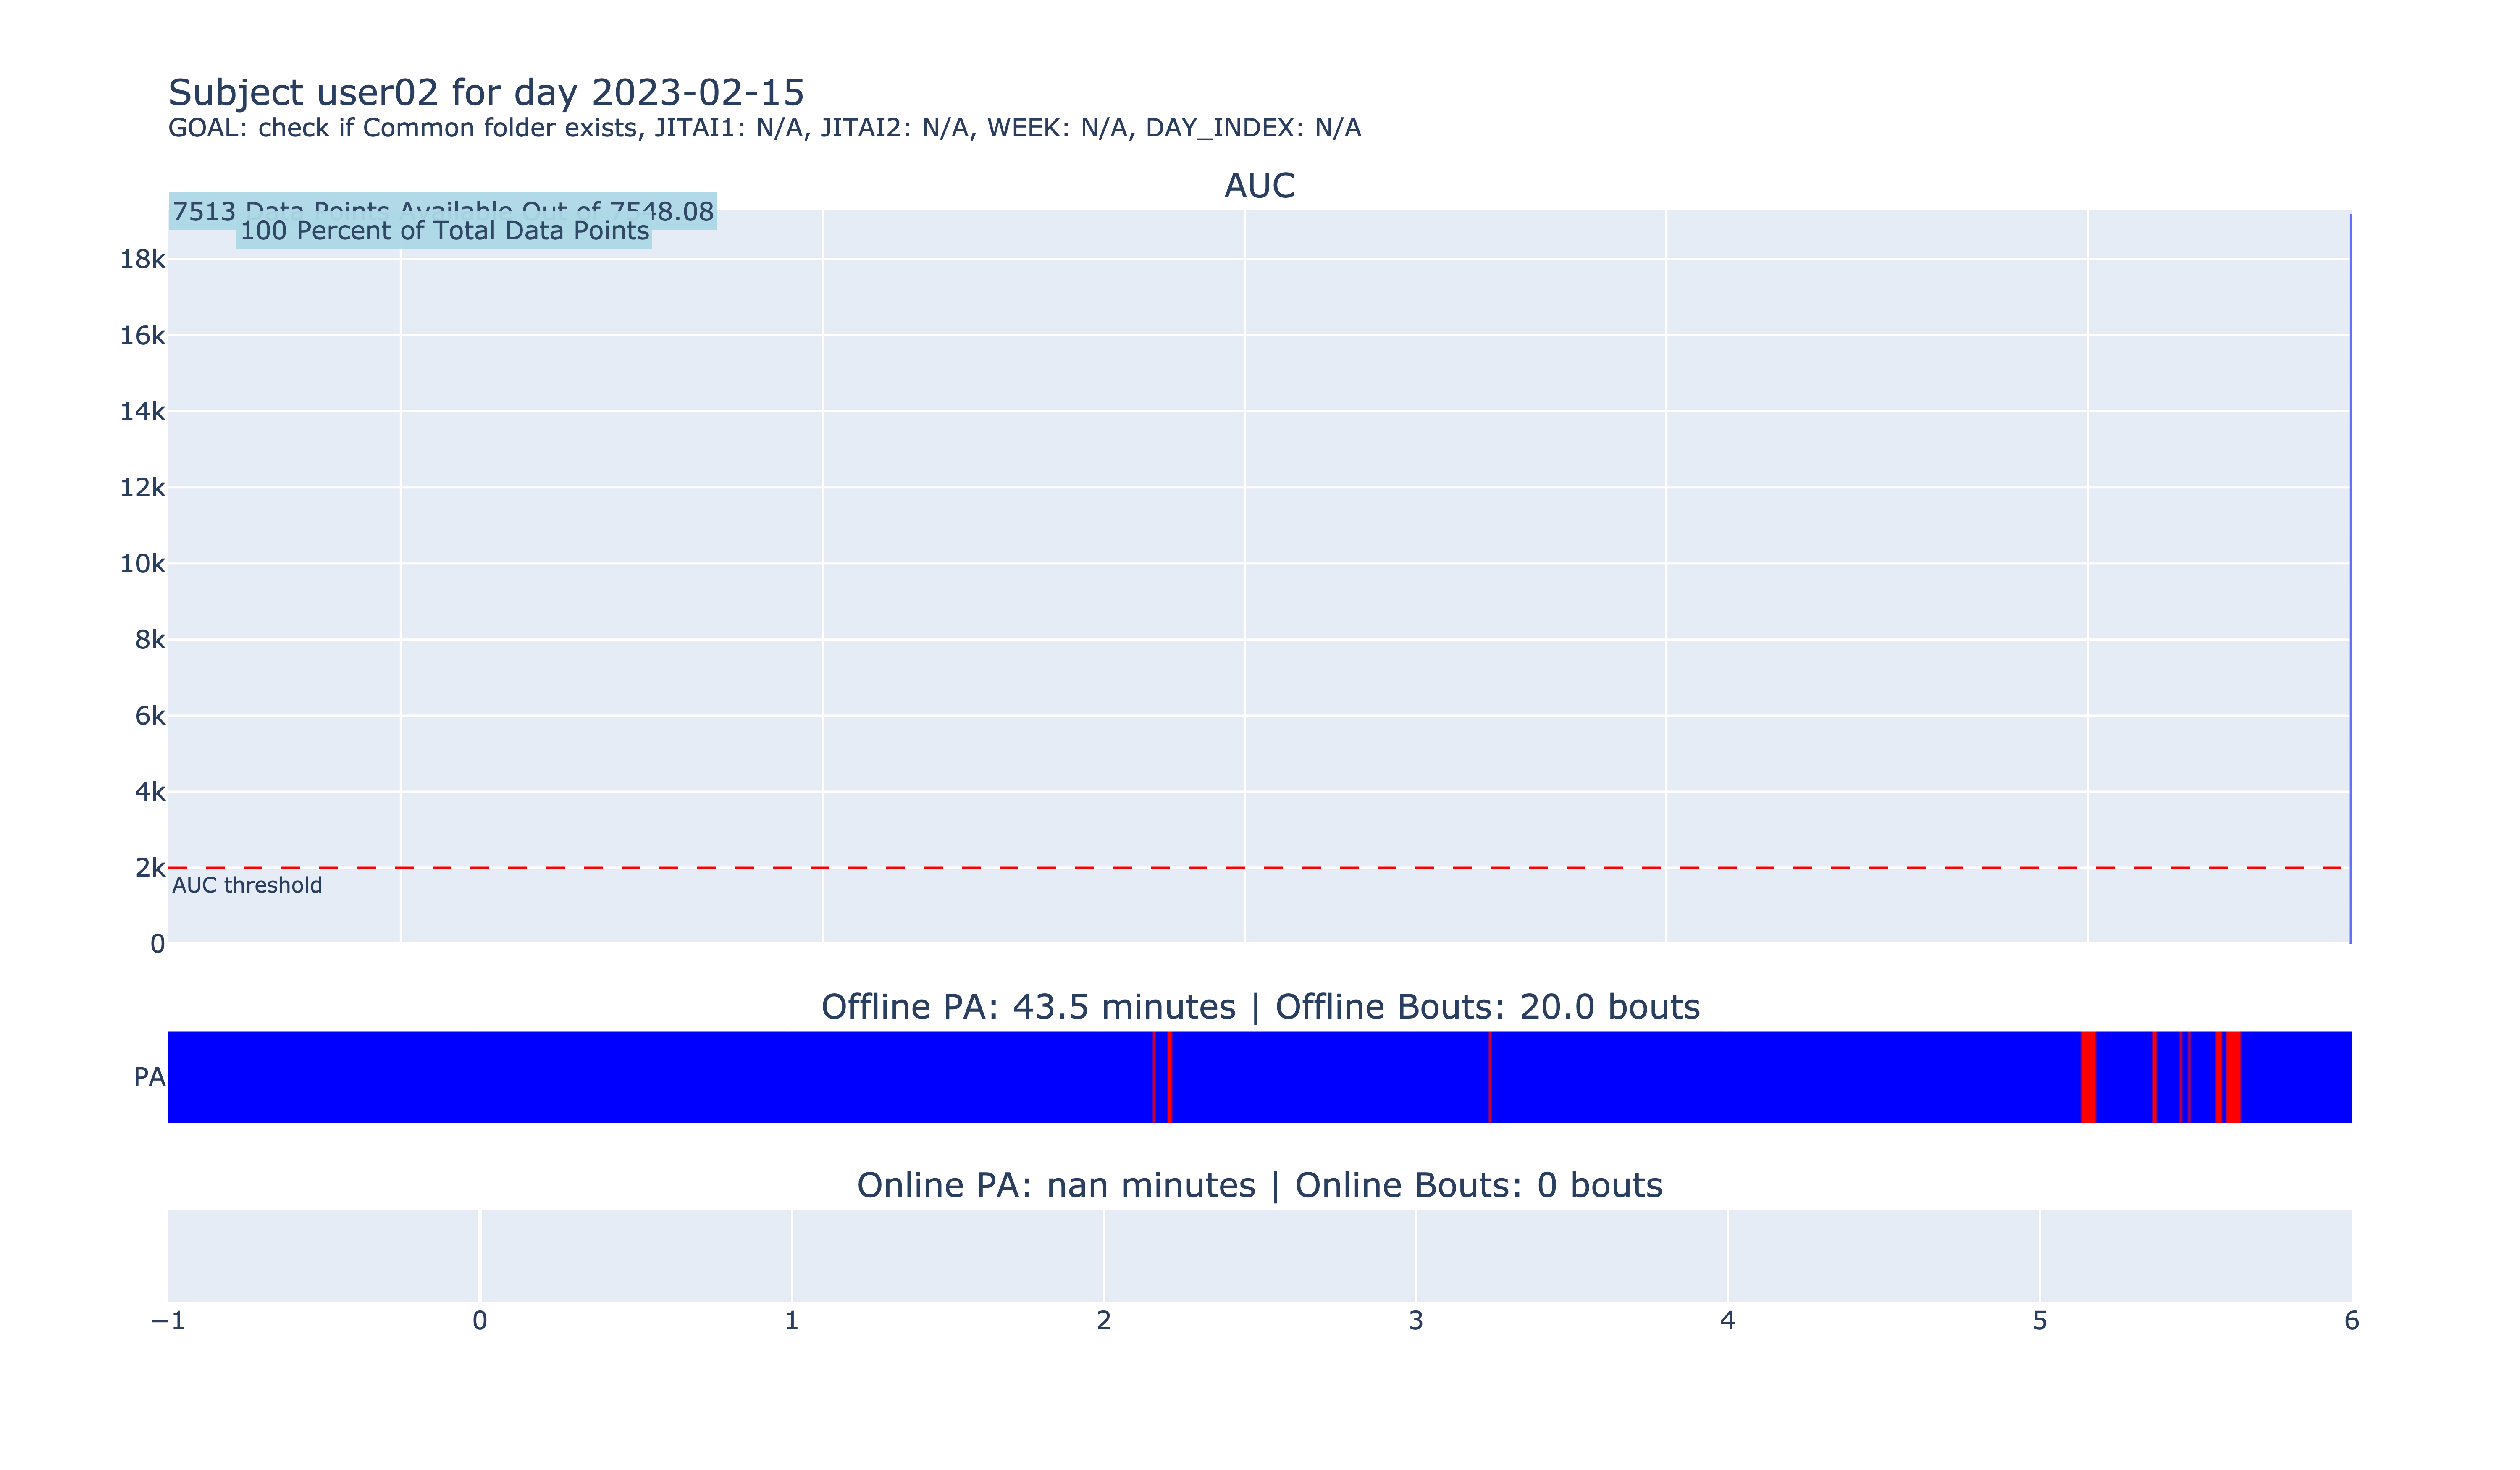 Subject user02 for day 2023-02-15
GOAL: check if Common folder exists, JITAI1: N/A, JITAI2: N/A, WEEK: N/A, DAY_INDEX: N/A
AUC
7513 Data Points Available Out of 7548.08
100 Percent of Total Data Points
18k
16k
14k
12k
10k
8k
6k
4k
2k
AUC threshold
0
Offline PA: 43.5 minutes | Offline Bouts: 20.0 bouts
PA
Online PA: nan minutes | Online Bouts: 0 bouts
−1 0 1 2 3 4 5 6